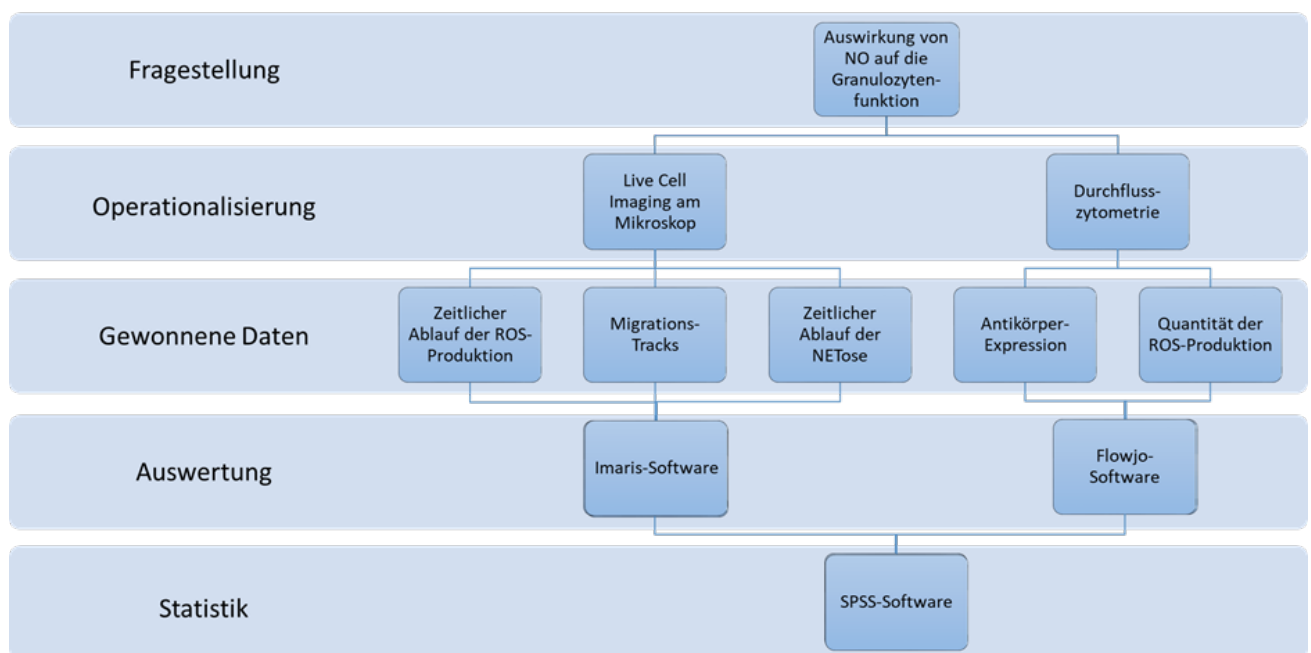 Fragestellung
Auswirkung von
NO auf die
Granulozyten-
funktion
Operationalisierung
Live Cell
Imaging am
Mikroskop
Durchfluss-
zytometrie
Gewonnene Daten
Zeitlicher
Ablauf der ROS-
Produktion
Migrations-
Tracks
Zeitlicher
Ablauf der
NETose
Antikörper-
Expression
Quantität der
ROS-Produktion
Auswertung
Imaris-Software
Flowjo-
Software
Statistik
SPSS-Software